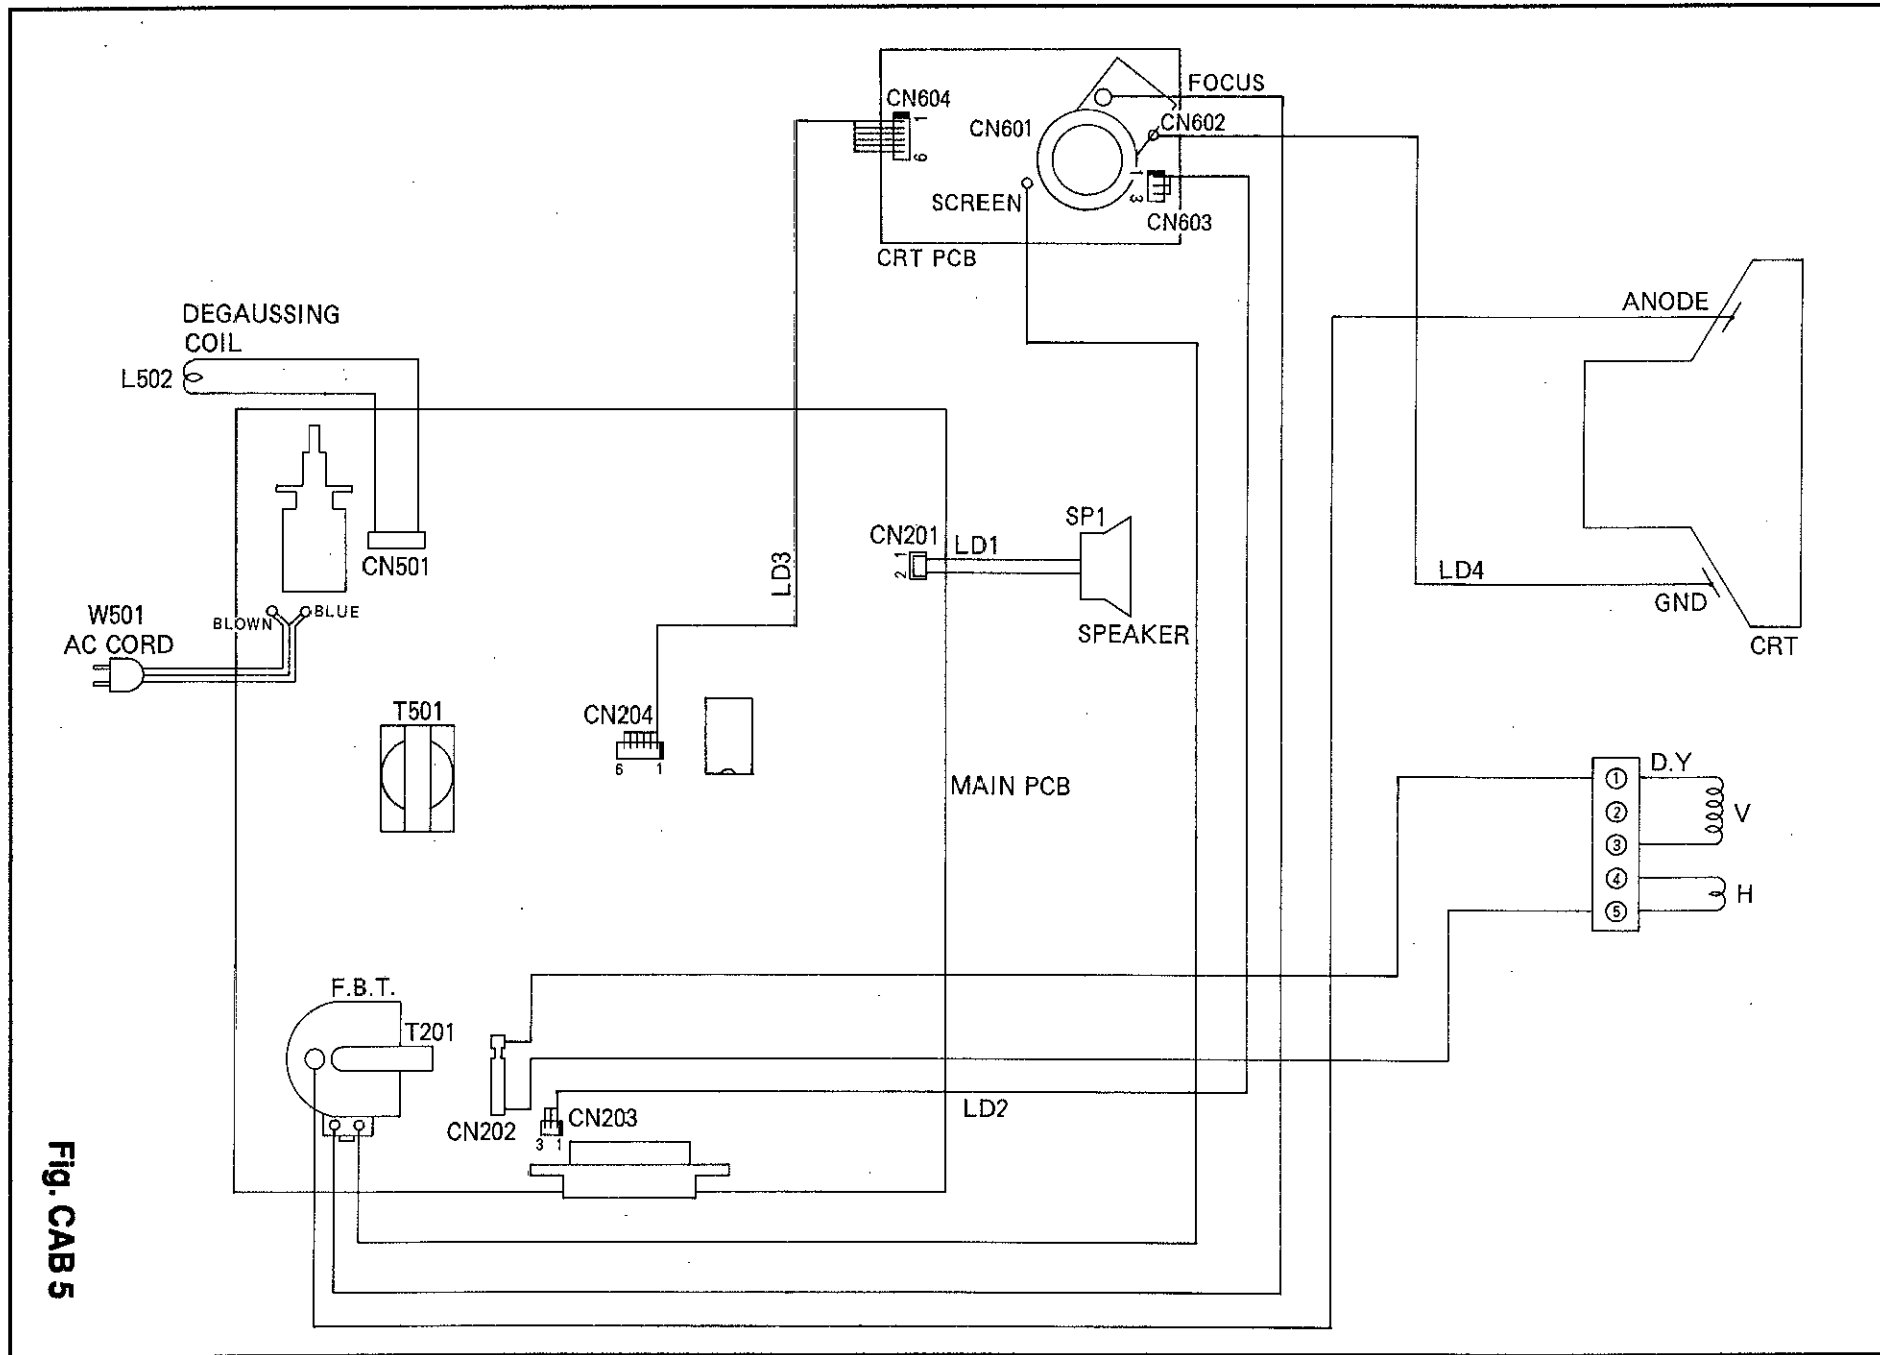 FOCUS
CN604
1
6
CN601
CN602
SCREEN
1
3
CN603
CRT PCB
DEGAUSSING
COIL
L502
ANODE
CN501
CN201
1
2
LD1
SP1
SPEAKER
LD3
LD4
GND
CRT
W501
AC CORD
BLOWN
BLUE
T501
CN204
6
1
MAIN PCB
D.Y
1
2
3
4
5
V
H
F.B.T.
T201
CN202
CN203
3
1
LD2
Fig. CAB 5